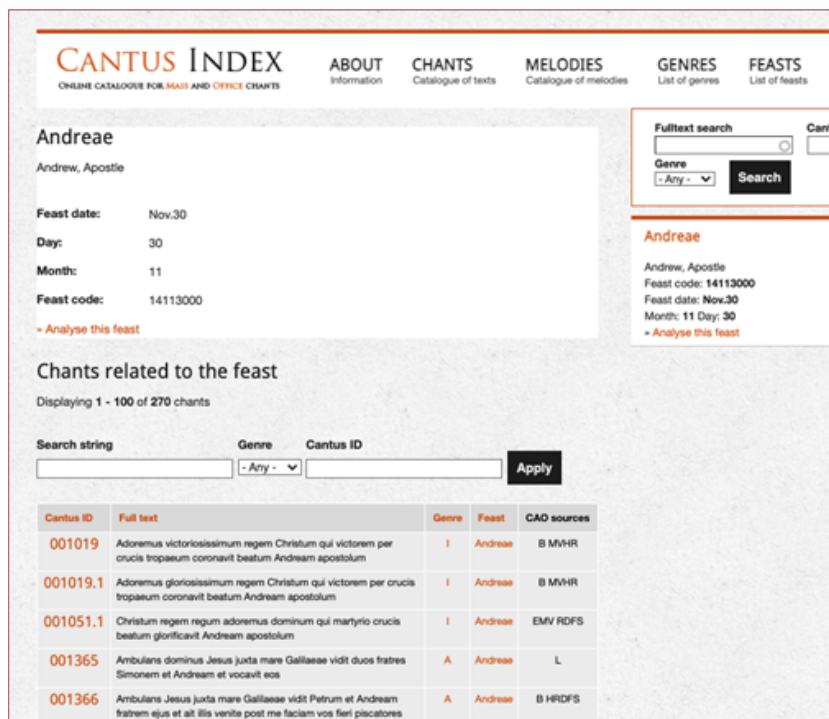 CANTUS INDEX
ONLINE CATALOGUE FOR MASS AND OFFICE CHANTS
ABOUT
Information
CHANTS
Catalogue of texts
MELODIES
Catalogue of melodies
GENRES
List of genres
FEASTS
List of feasts
Andreae
Andrew, Apostle
Feast date: Nov.30
Day: 30
Month: 11
Feast code: 14113000
» Analyse this feast
Fulltext search
Genre
- Any -
Search
Andreae
Andrew, Apostle
Feast code: 14113000
Feast date: Nov.30
Month: 11 Day: 30
» Analyse this feast
Chants related to the feast
Displaying 1 - 100 of 270 chants
Search string Genre Cantus ID
- Any - Apply
Cantus ID Full text Genre Feast CAO sources
001019 Adoremus victoriosissimum regem Christum qui victorem per I Andreae B MVHR
crucis tropaeum coronavit beatum Andream apostolum
001019.1 Adoremus gloriosissimum regem Christum qui victorem per crucis I Andreae B MVHR
tropaeum coronavit beatum Andream apostolum
001051.1 Christum regem regum adoremus dominum qui martyrio crucis I Andreae EMV RDFS
beatum glorificavit Andream apostolum
001365 Ambulans dominus Jesus juxta mare Galilaeae vidit duos fratres A Andreae L
Simonem et Andream et vocavit eos
001366 Ambulans Jesus juxta mare Galilaeae vidit Petrum et Andream A Andreae B HRDFS
fratrem ejus et ait illis venite post me faciam vos fieri piscatores